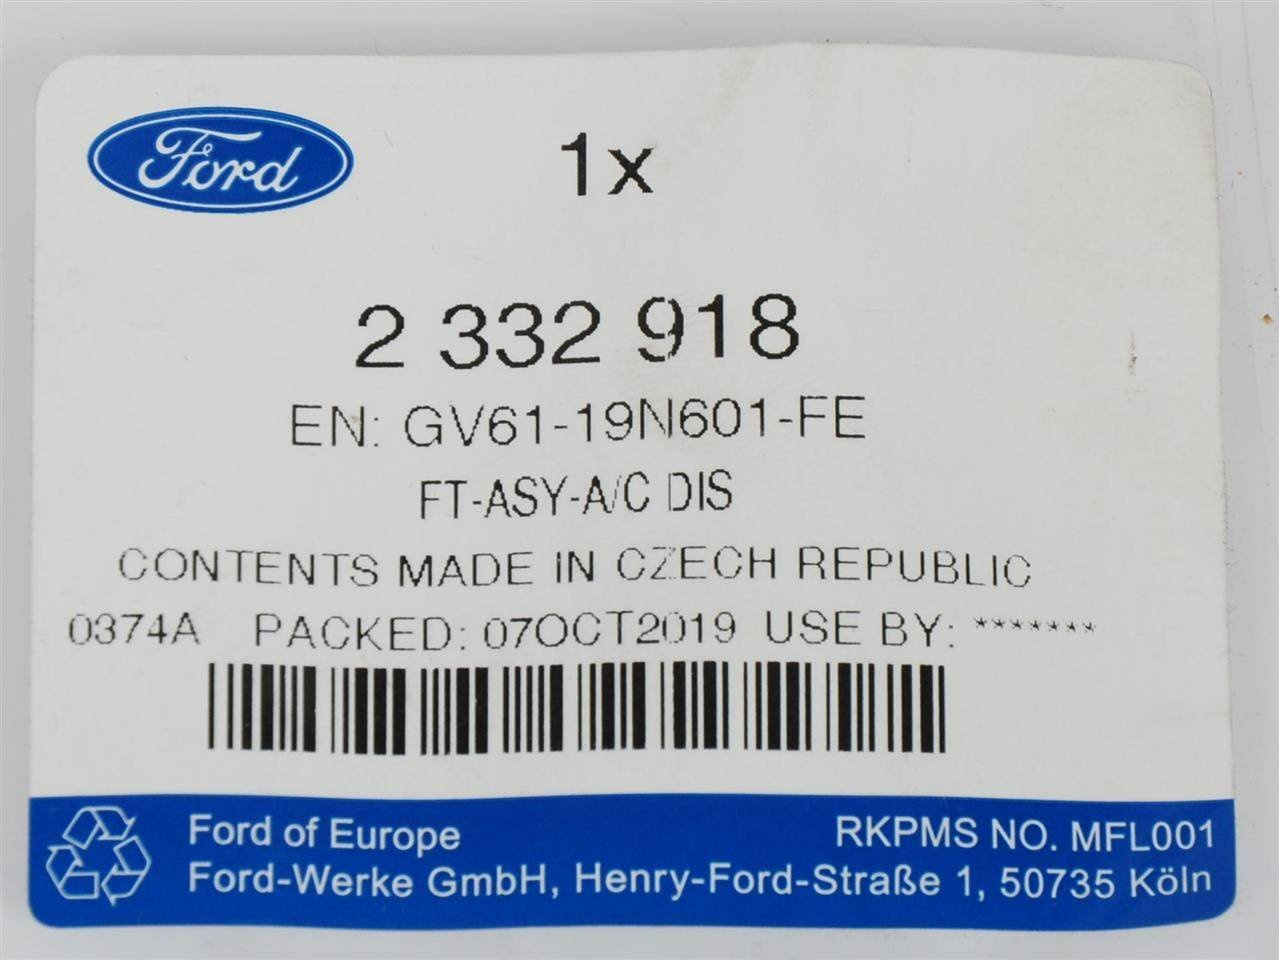 Ford
1x
2 332 918
EN: GV61-19N601-FE
FT-ASY-A/C DIS
CONTENTS MADE IN CZECH REPUBLIC
0374A PACKED: 07OCT2019 USE BY: *******
Ford of Europe
RKPMS NO. MFL001
Ford-Werke GmbH, Henry-Ford-Straße 1, 50735 Köln